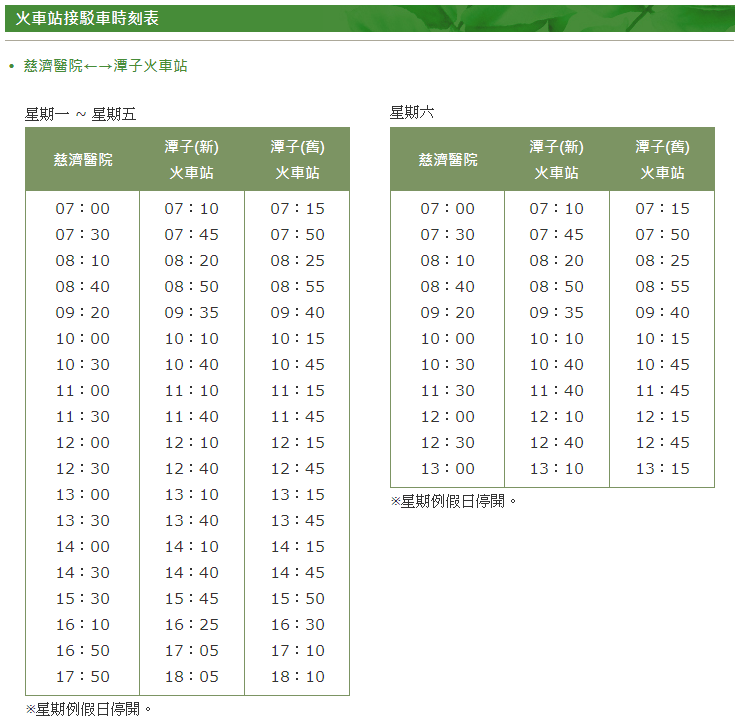 火車站接駁車時刻表
• 慈濟醫院←→潭子火車站
星期一 ~ 星期五
慈濟醫院 潭子(新)火車站 潭子(舊)火車站
07：00 07：10 07：15
07：30 07：45 07：50
08：10 08：20 08：25
08：40 08：50 08：55
09：20 09：35 09：40
10：00 10：10 10：15
10：30 10：40 10：45
11：00 11：10 11：15
11：30 11：40 11：45
12：00 12：10 12：15
12：30 12：40 12：45
13：00 13：10 13：15
13：30 13：40 13：45
14：00 14：10 14：15
14：30 14：40 14：45
15：30 15：45 15：50
16：10 16：25 16：30
16：50 17：05 17：10
17：50 18：05 18：10
※星期例假日停開。
星期六
慈濟醫院 潭子(新)火車站 潭子(舊)火車站
07：00 07：10 07：15
07：30 07：45 07：50
08：10 08：20 08：25
08：40 08：50 08：55
09：20 09：35 09：40
10：00 10：10 10：15
10：30 10：40 10：45
11：30 11：40 11：45
12：00 12：10 12：15
12：30 12：40 12：45
13：00 13：10 13：15
※星期例假日停開。